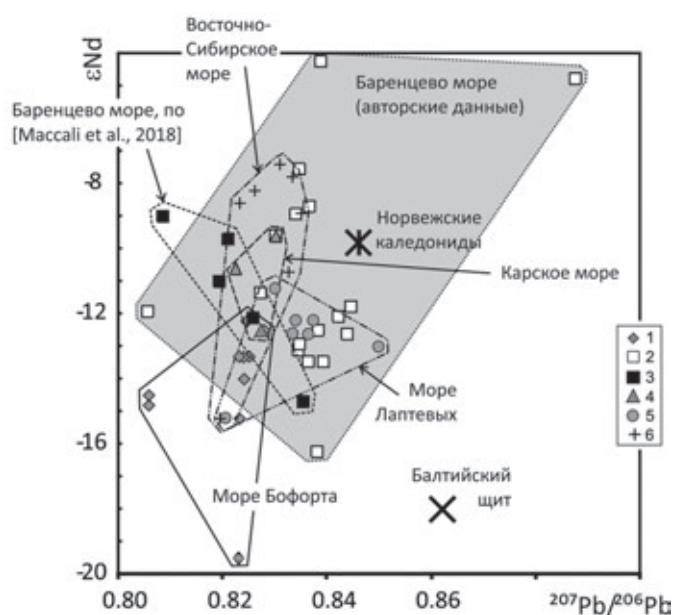 Восточно-
Сибирское
море
εNd
Баренцево море
(авторские данные)
Баренцево море, по
[Maccali et al., 2018]
-8
Норвежские
каледониды
Карское море
-12
1
2
3
4
5
6
Море
Лаптевых
-16
Море Бофорта
Балтийский
щит
-20
0.80
0.82
0.84
0.86
²⁰⁷Pb/²⁰⁶Pb